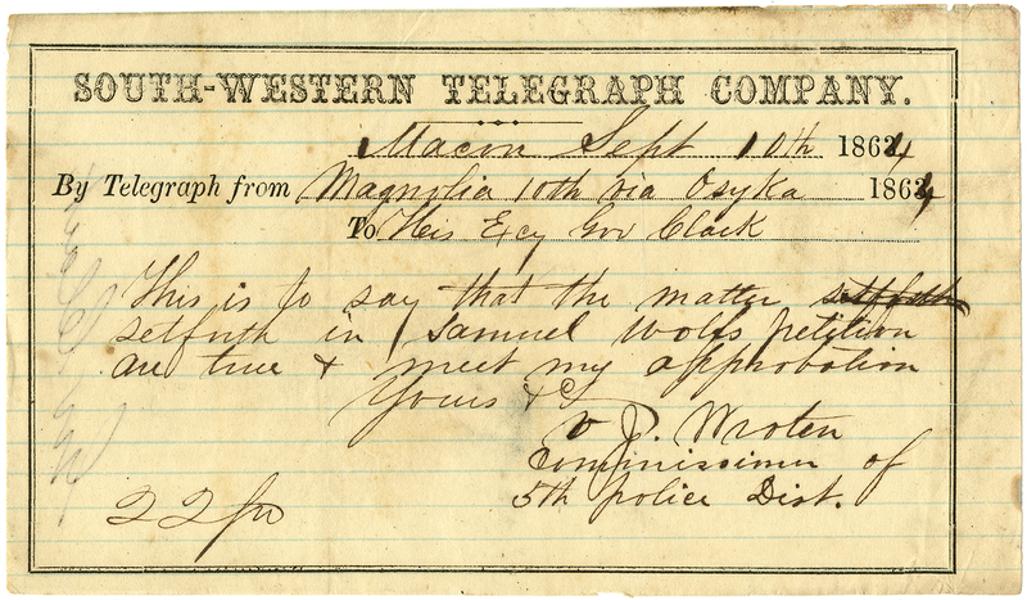 SOUTH-WESTERN TELEGRAPH COMPANY.
Macon Sept 10th 1864
By Telegraph from Magnolia 10th via Osyka 1864
To His Excy Gov Clark
This is to say that the matter setforth
setforth in Samuel Wolfs petition
are true & meet my approbation
Yours &c
V J. Wroten
Commissioner of
5th police Dist.
22